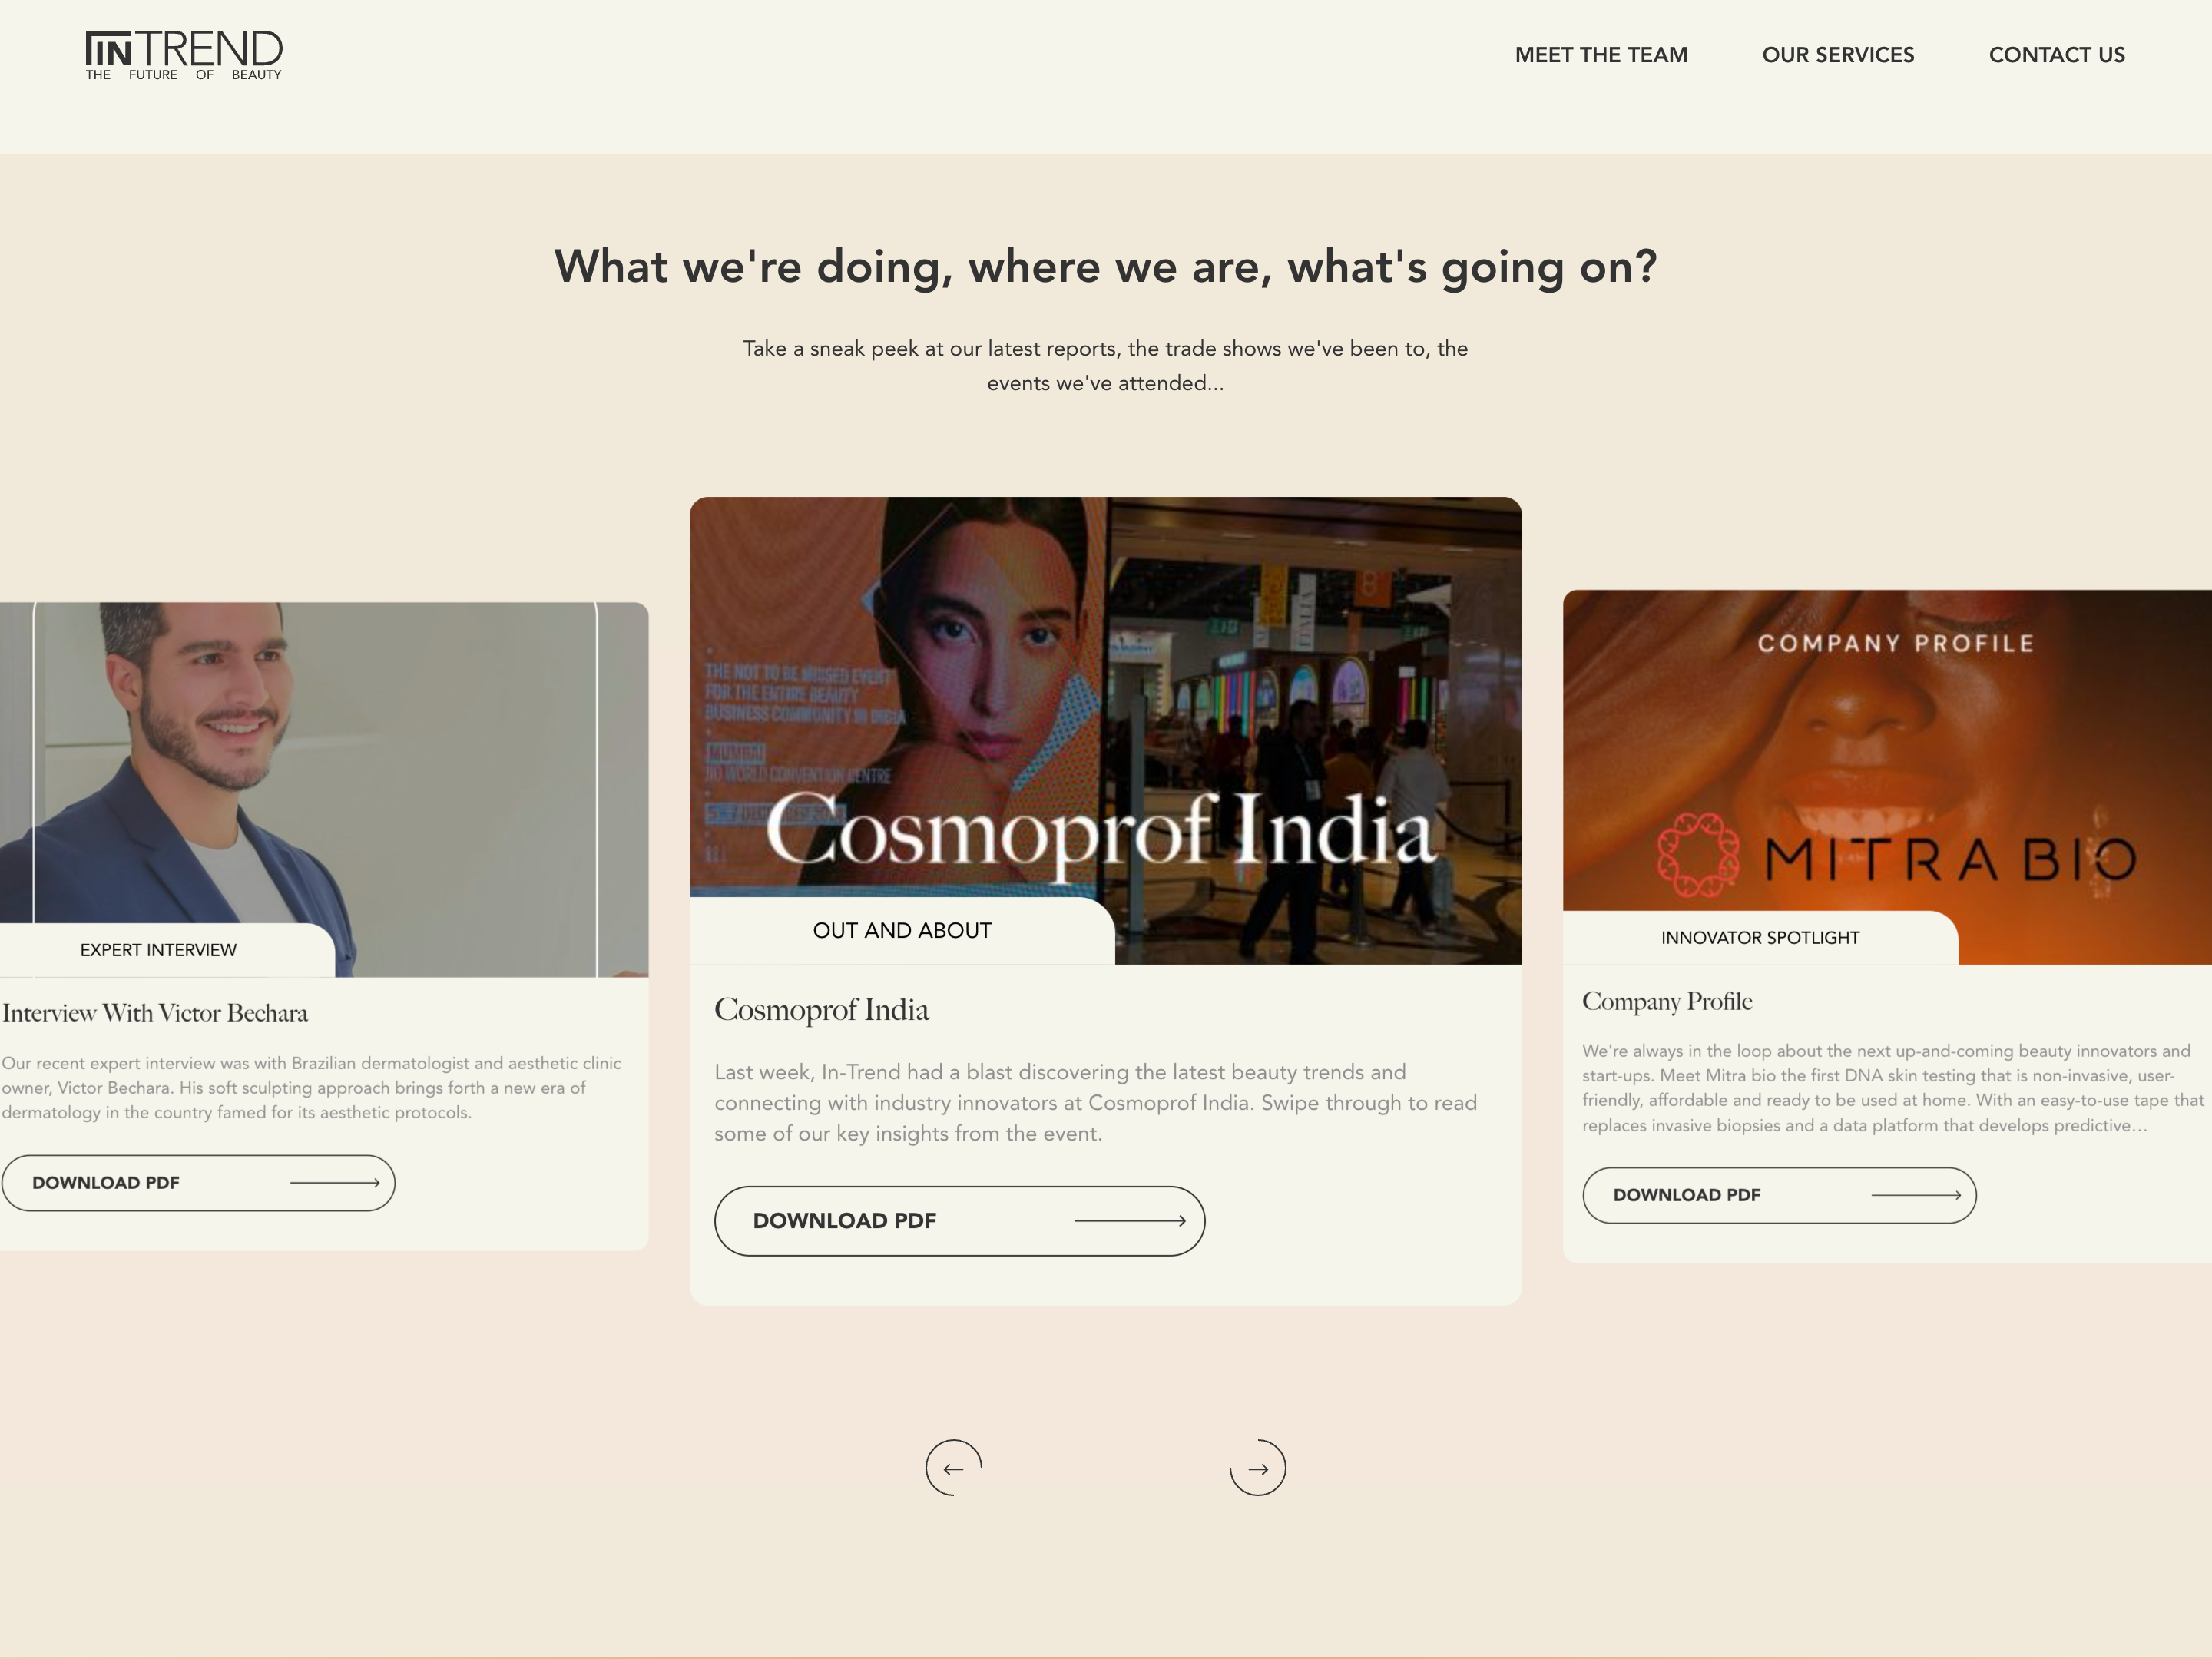 INTREND
THE FUTURE OF BEAUTY
MEET THE TEAM
OUR SERVICES
CONTACT US
What we're doing, where we are, what's going on?
Take a sneak peek at our latest reports, the trade shows we've been to, the
events we've attended...
EXPERT INTERVIEW
Interview With Victor Bechara
Our recent expert interview was with Brazilian dermatologist and aesthetic clinic
owner, Victor Bechara. His soft sculpting approach brings forth a new era of
dermatology in the country famed for its aesthetic protocols.
DOWNLOAD PDF
THE NOT TO BE MISSED EVENT
FOR THE ENTIRE BEAUTY
BUSINESS COMMUNITY IN INDIA
MUMBAI
JIO WORLD CONVENTION CENTRE
Cosmoprof India
OUT AND ABOUT
Cosmoprof India
Last week, In-Trend had a blast discovering the latest beauty trends and
connecting with industry innovators at Cosmoprof India. Swipe through to read
some of our key insights from the event.
DOWNLOAD PDF
COMPANY PROFILE
MITRA BIO
INNOVATOR SPOTLIGHT
Company Profile
We're always in the loop about the next up-and-coming beauty innovators and
start-ups. Meet Mitra bio the first DNA skin testing that is non-invasive, user-
friendly, affordable and ready to be used at home. With an easy-to-use tape that
replaces invasive biopsies and a data platform that develops predictive...
DOWNLOAD PDF